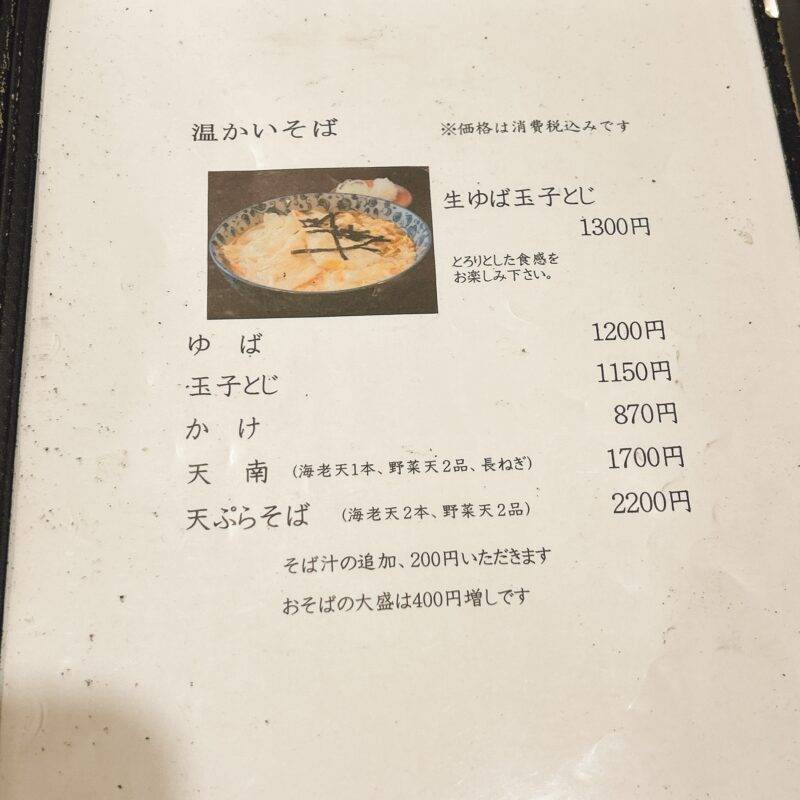 温かいそば ※価格は消費税込みです
生ゆば玉子とじ
1300円
とろりとした食感を
お楽しみ下さい。
ゆ ば 1200円
玉子とじ 1150円
か け 870円
天 南 (海老天1本、野菜天2品、長ねぎ) 1700円
天ぷらそば (海老天2本、野菜天2品) 2200円
そば汁の追加、200円いただきます
おそばの大盛は400円増しです